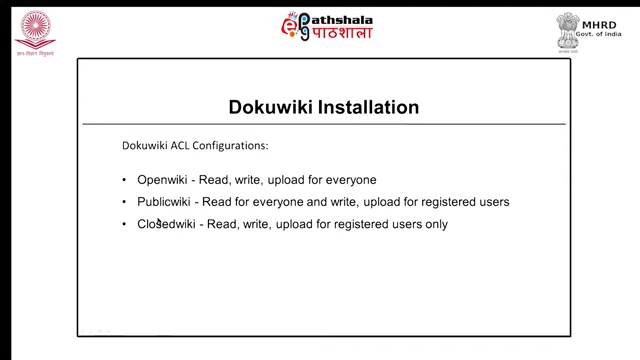 ePathshala
पाठशाला
MHRD
Govt. of India
Dokuwiki Installation
Dokuwiki ACL Configurations:
• Openwiki - Read, write, upload for everyone
• Publicwiki - Read for everyone and write, upload for registered users
• Closedwiki - Read, write, upload for registered users only